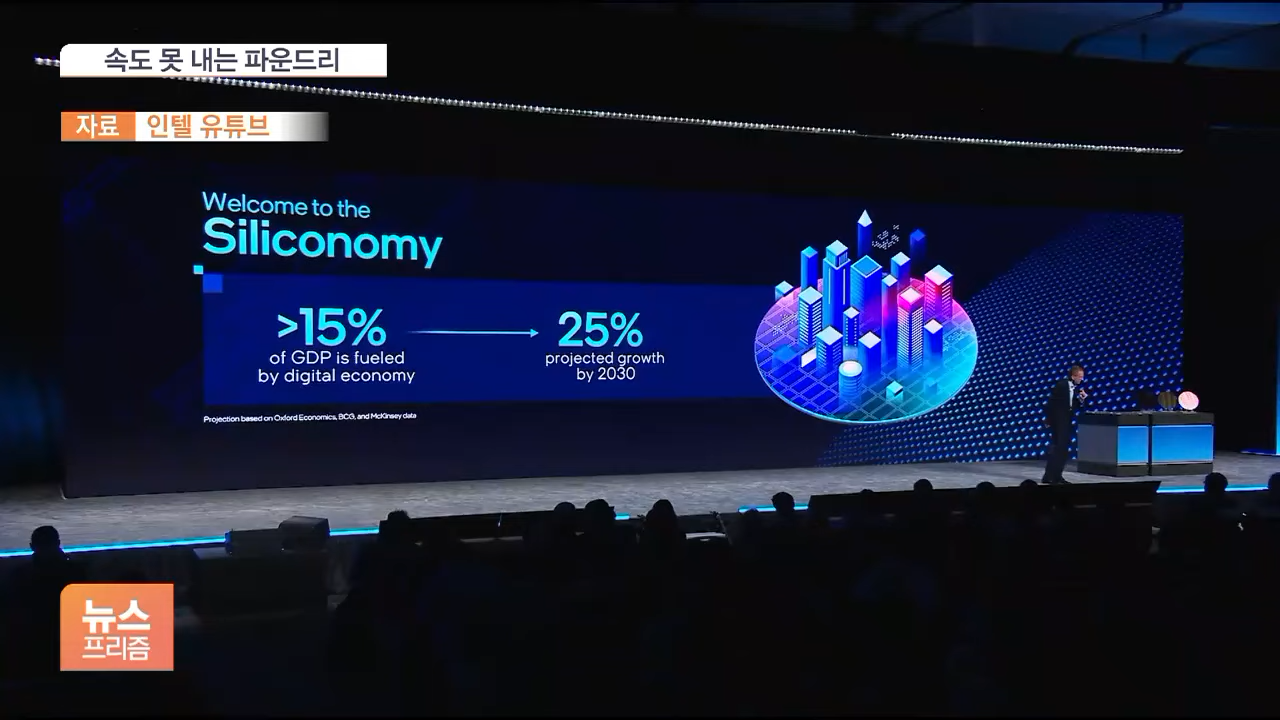 속도 못 내는 파운드리
자료 인텔 유튜브
Welcome to the
Siliconomy
>15%
of GDP is fueled
by digital economy
25%
projected growth
by 2030
Projection based on Oxford Economics, BCG, and McKinsey data
뉴스
프리즘